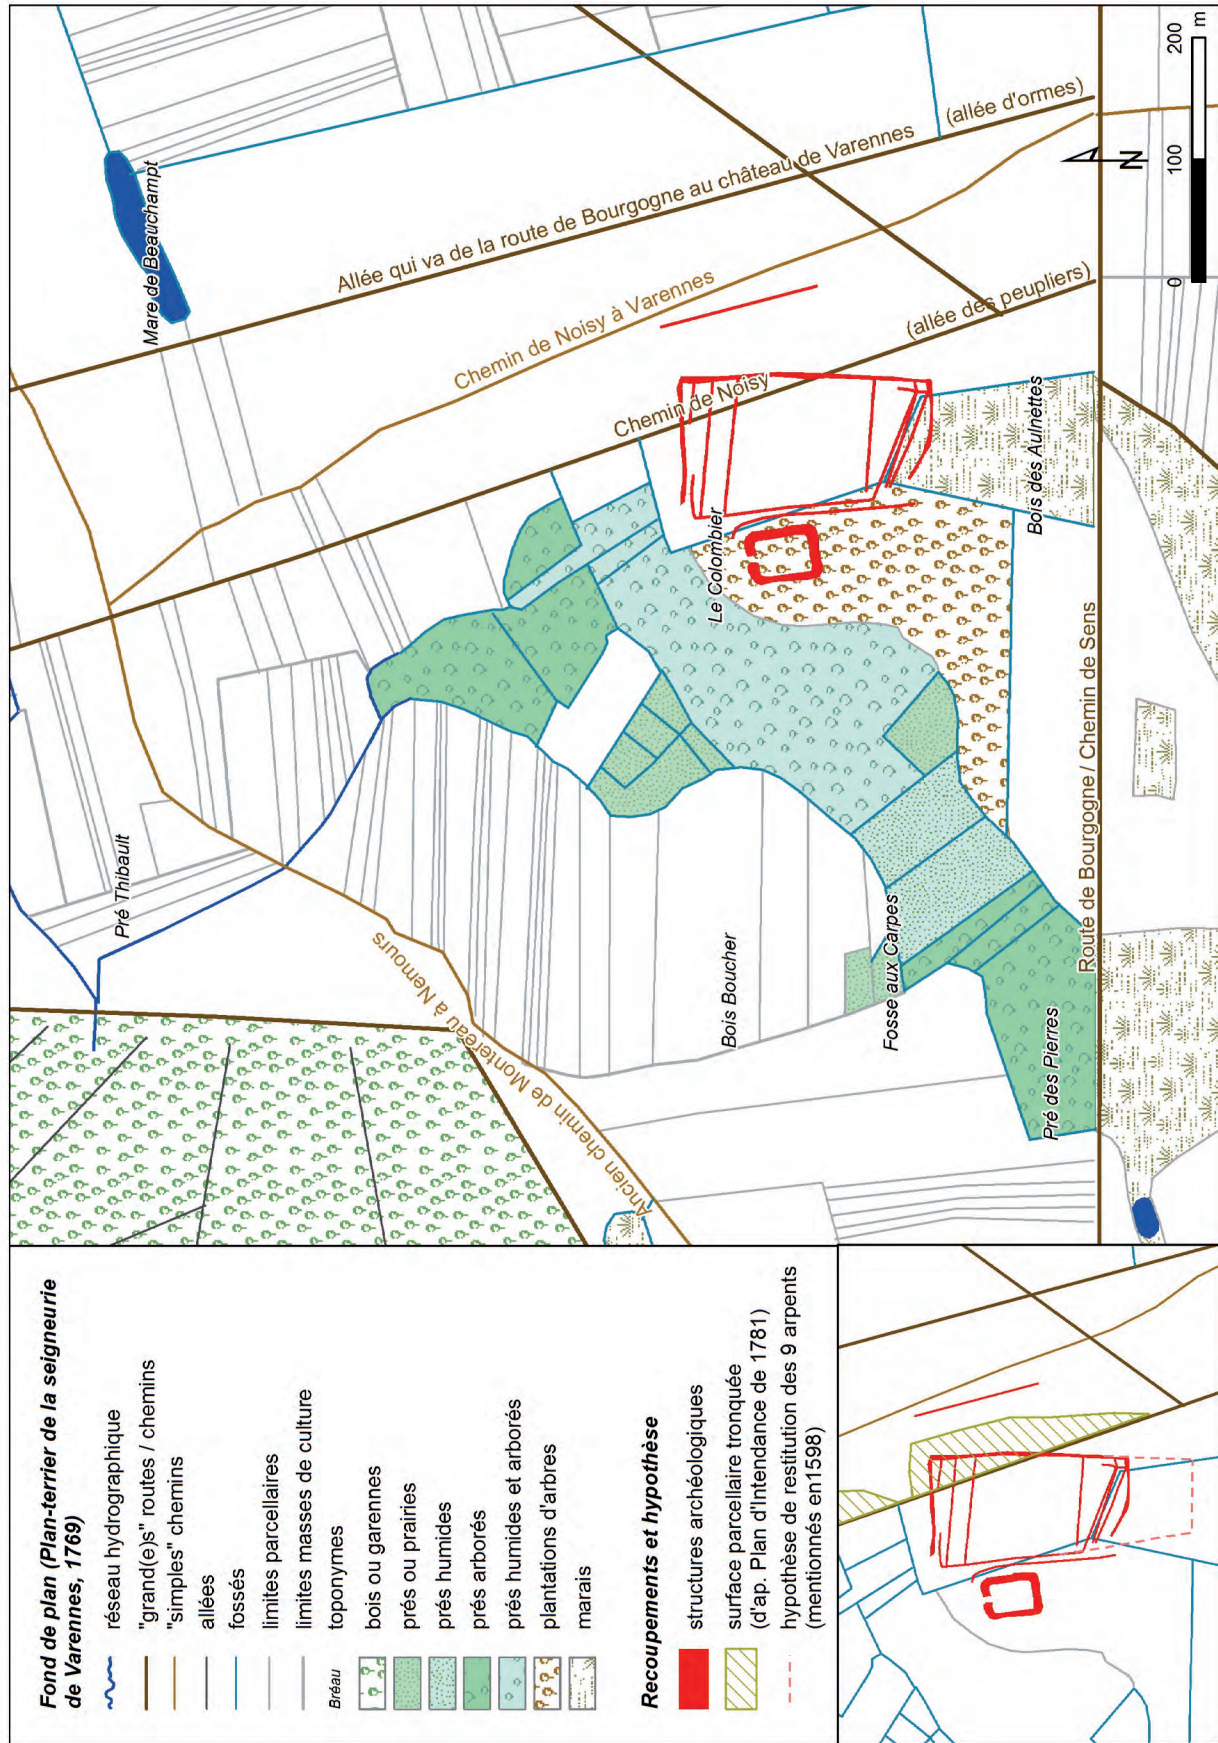 Fond de plan (Plan-terrier de la seigneurie
de Varennes, 1769)
réseau hydrographique
"grand(e)s" routes / chemins
"simples" chemins
allées
fossés
limites parcellaires
limites masses de culture
Bréau
toponymes
bois ou garennes
prés ou prairies
prés humides
prés arborés
prés humides et arborés
plantations d'arbres
marais
Recoupements et hypothèse
structures archéologiques
surface parcellaire tronquée
(d'ap. Plan d'Intendance de 1781)
hypothèse de restitution des 9 arpents
(mentionnés en1598)
Pré Thibault
Mare de Beauchampt
Ancien chemin de Montereau à Nemours
Allée qui va de la route de Bourgogne au château de Varennes
(allée d'ormes)
Chemin de Noisy à Varennes
Chemin de Noisy
(allée des peupliers)
Bois Boucher
Le Colombier
Fosse aux Carpes
Bois des Aulnettes
Pré des Pierres
Route de Bourgogne / Chemin de Sens
N
0
100
200
m